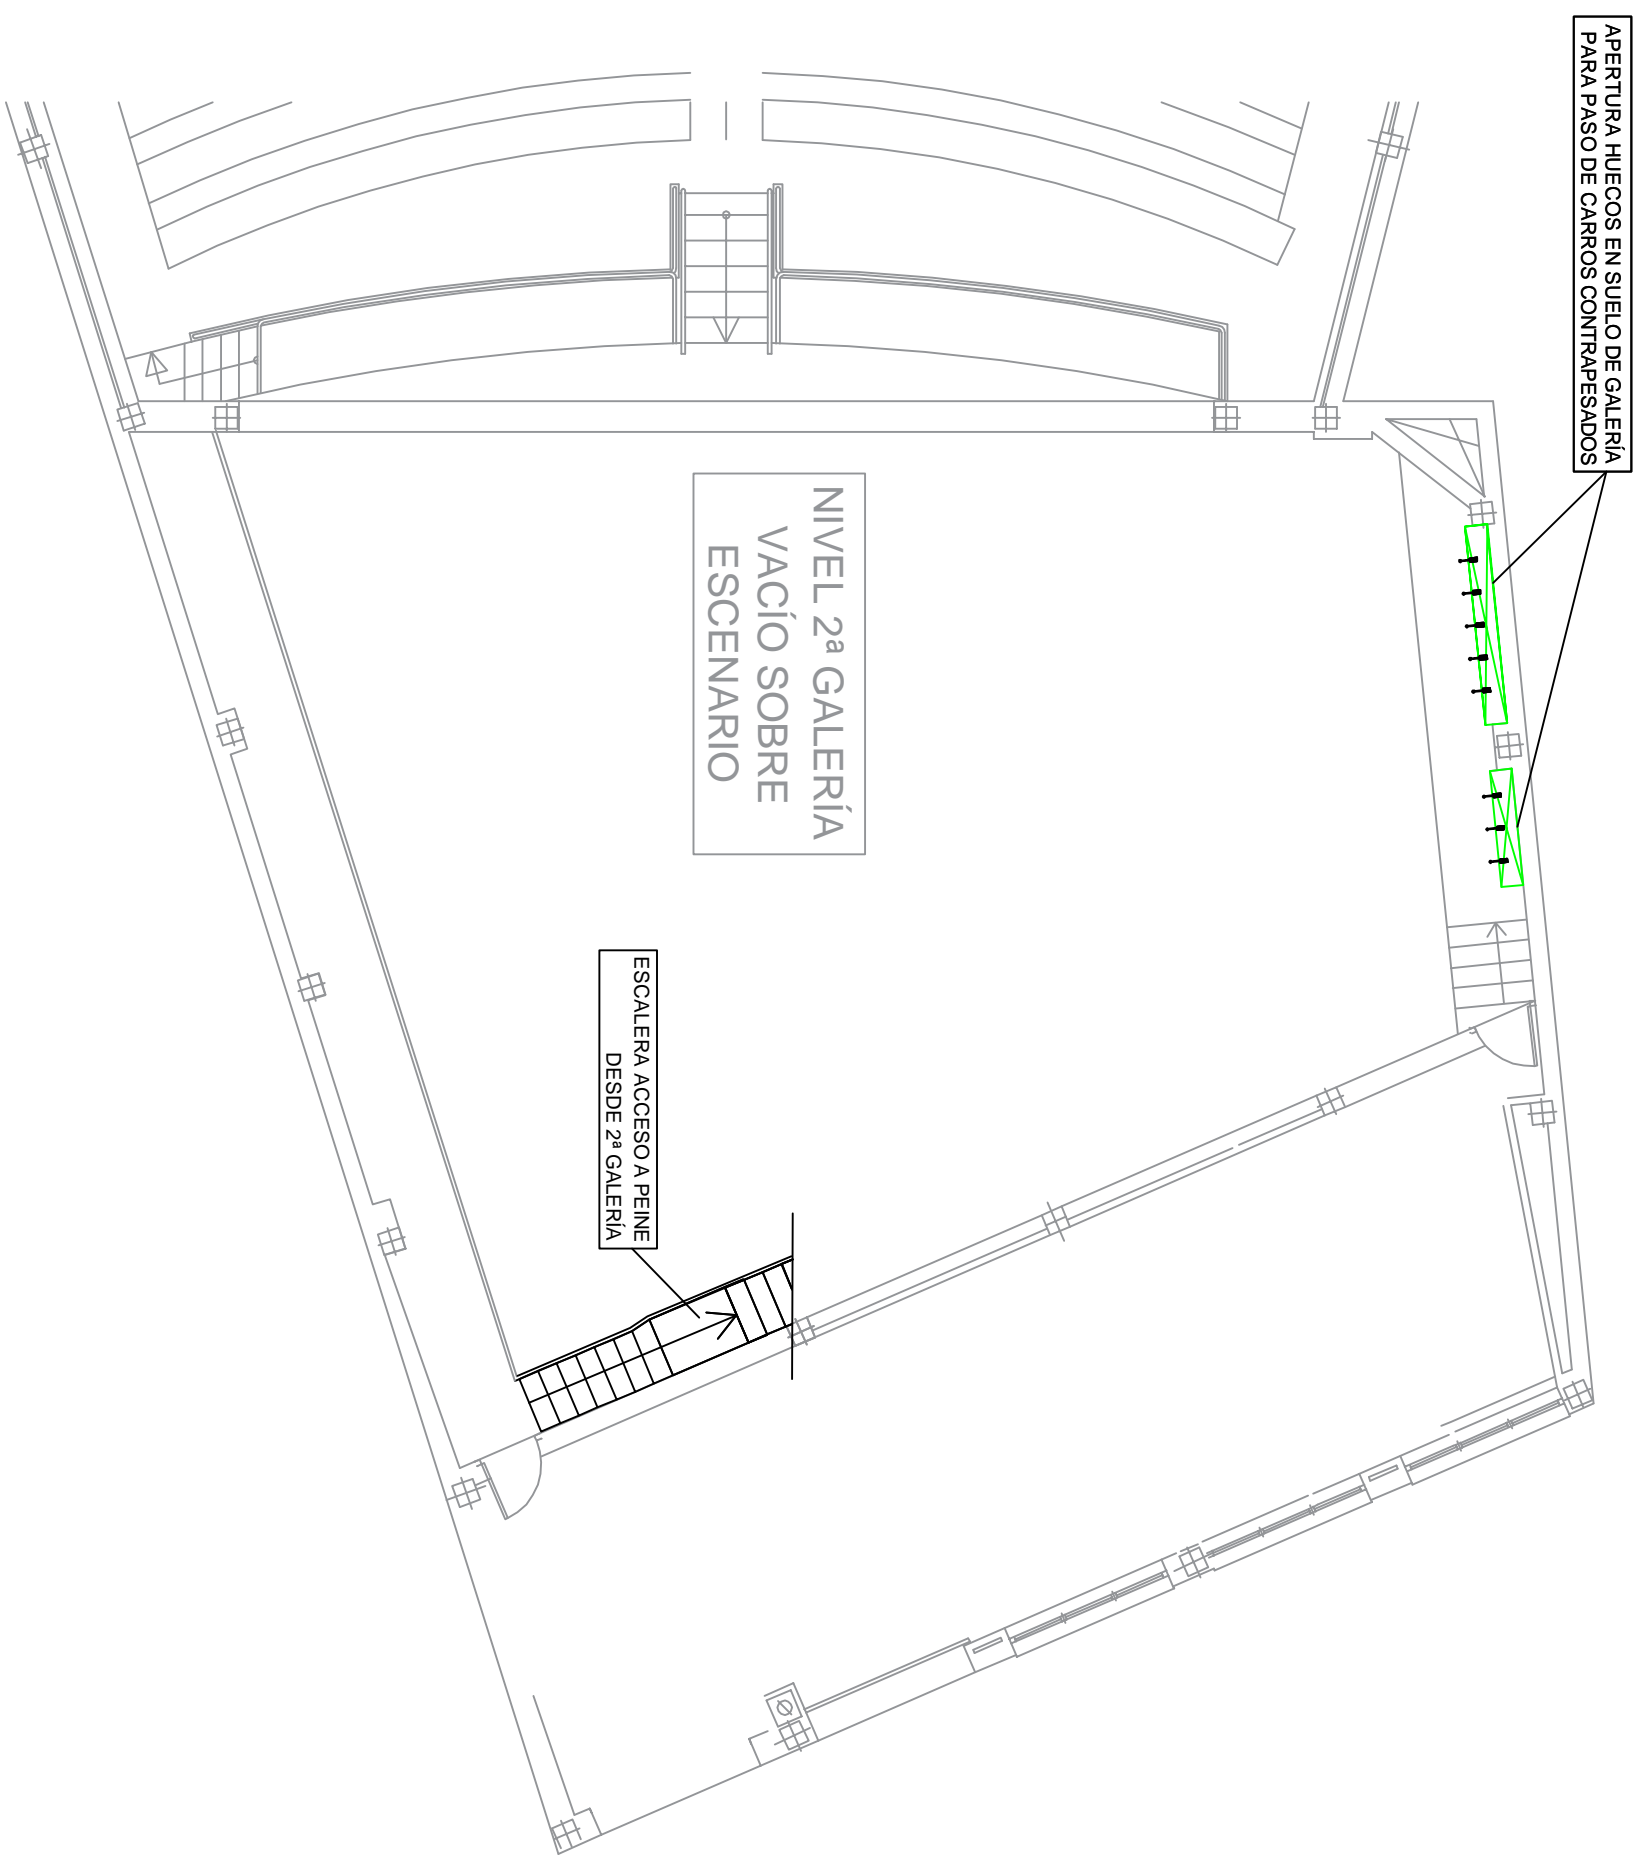 APERTURA HUECOS EN SUELO DE GALERÍA
PARA PASO DE CARROS CONTRAPESADOS
NIVEL 2ª GALERÍA
VACÍO SOBRE
ESCENARIO
ESCALERA ACCESO A PEINE
DESDE 2ª GALERÍA